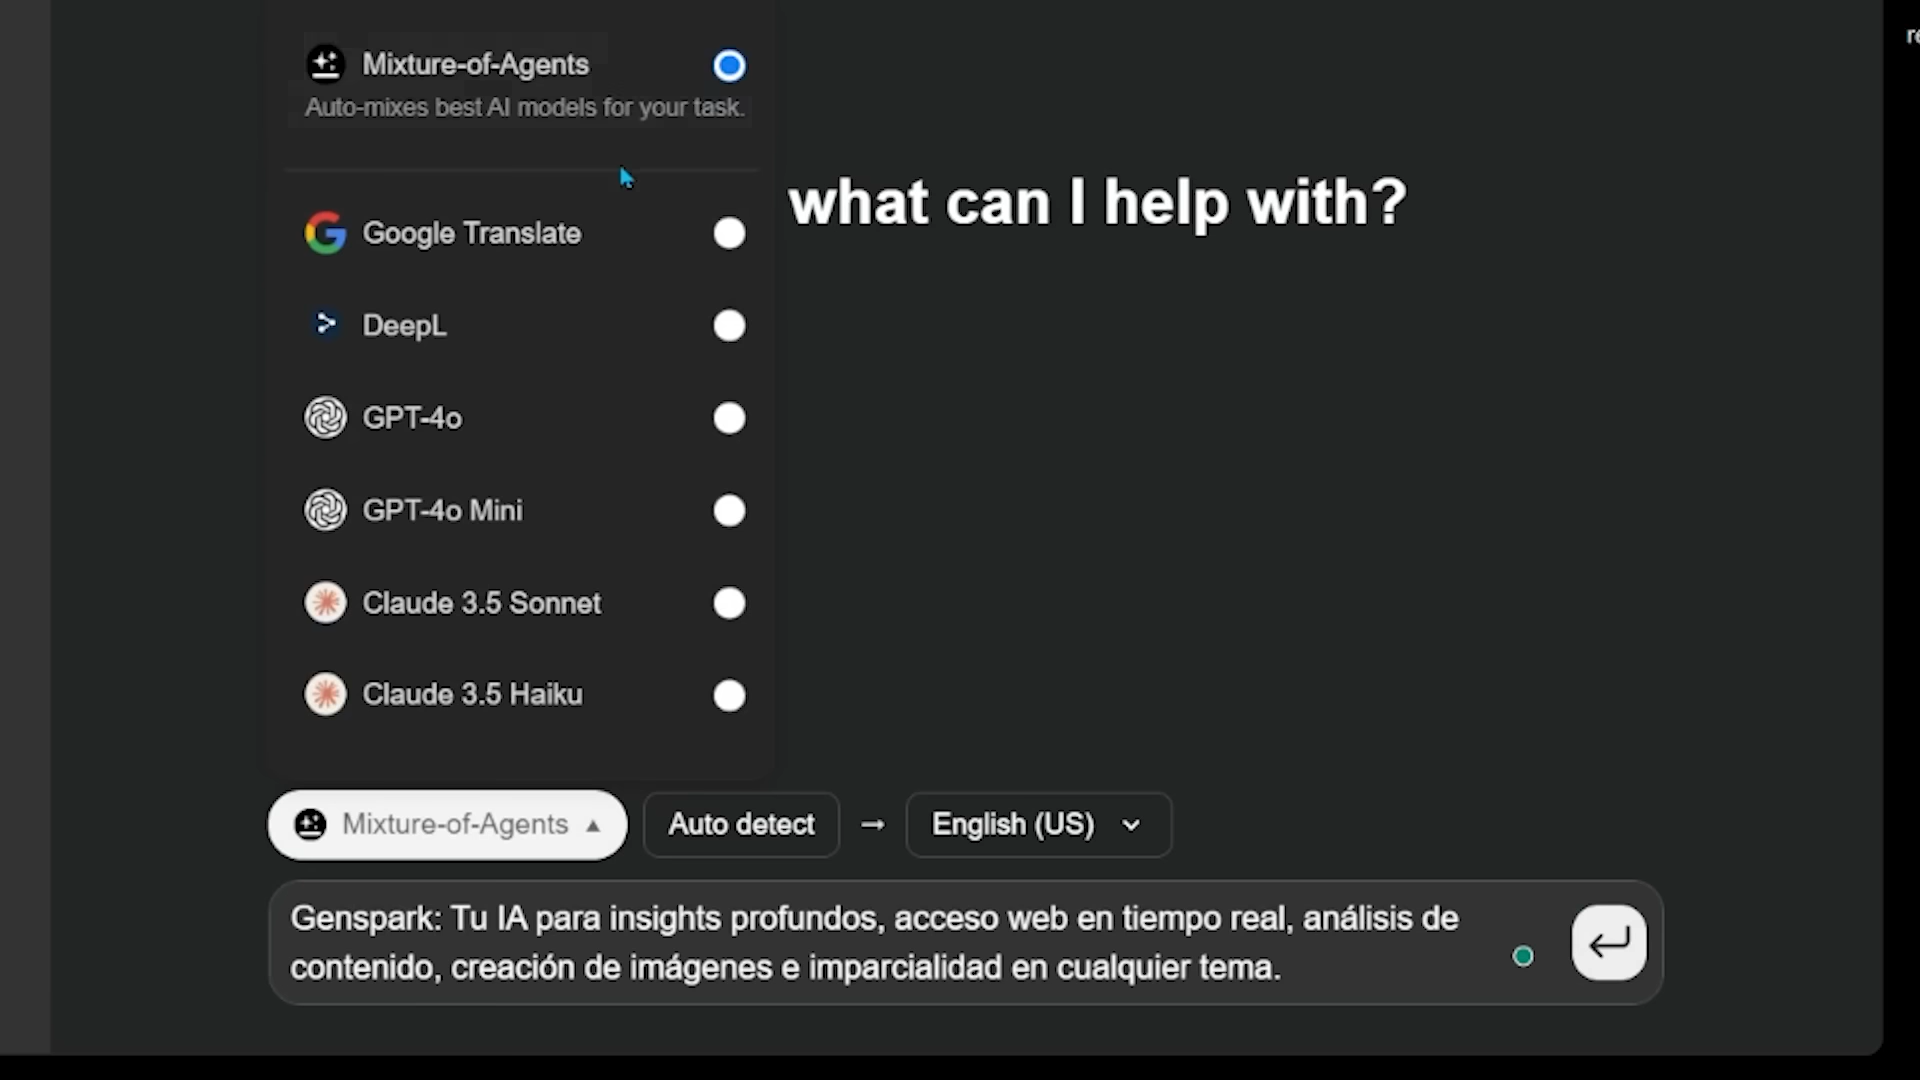 Mixture-of-Agents
Auto-mixes best AI models for your task.
what can I help with?
Google Translate
DeepL
GPT-4o
GPT-4o Mini
Claude 3.5 Sonnet
Claude 3.5 Haiku
Mixture-of-Agents
Auto detect → English (US)
Genspark: Tu IA para insights profundos, acceso web en tiempo real, análisis de
contenido, creación de imágenes e imparcialidad en cualquier tema.